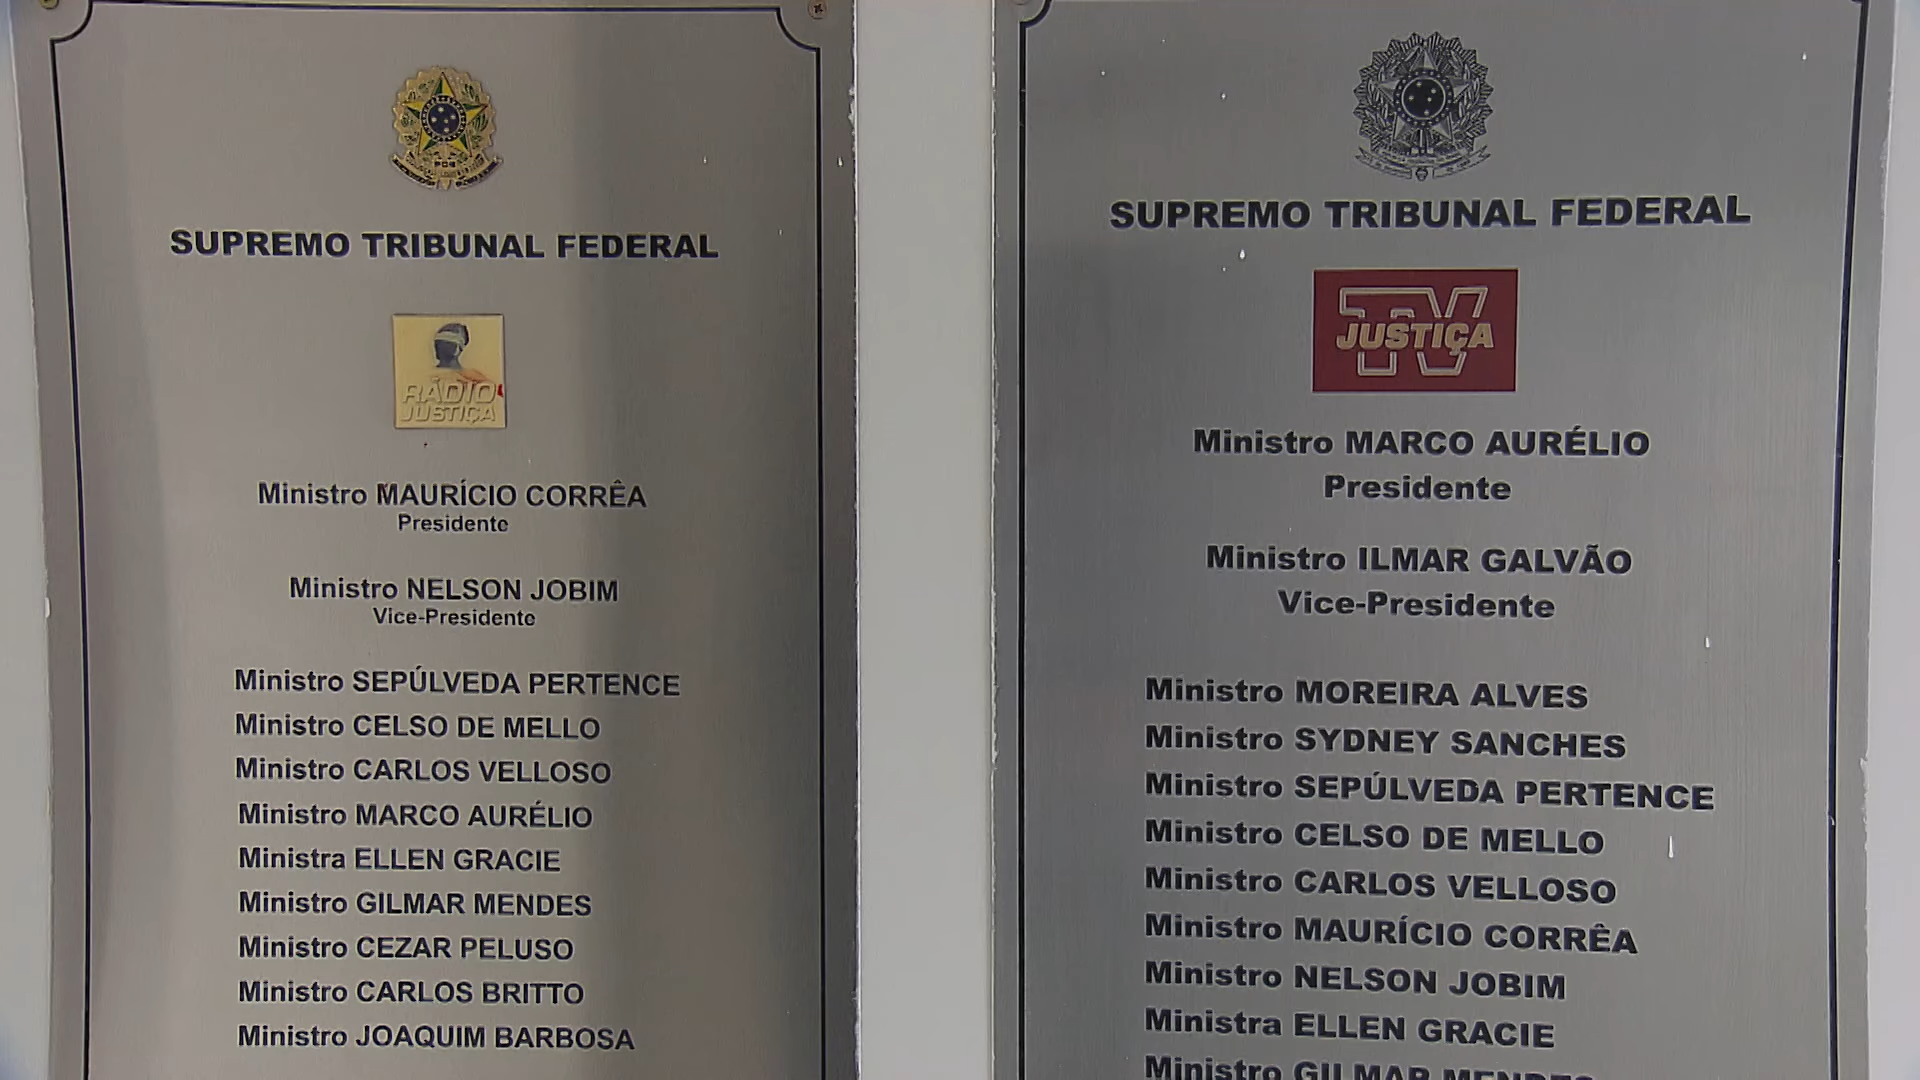 SUPREMO TRIBUNAL FEDERAL
RÁDIO
JUSTIÇA
Ministro MAURÍCIO CORRÊA
Presidente
Ministro NELSON JOBIM
Vice-Presidente
Ministro SEPÚLVEDA PERTENCE
Ministro CELSO DE MELLO
Ministro CARLOS VELLOSO
Ministro MARCO AURÉLIO
Ministra ELLEN GRACIE
Ministro GILMAR MENDES
Ministro CEZAR PELUSO
Ministro CARLOS BRITTO
Ministro JOAQUIM BARBOSA
SUPREMO TRIBUNAL FEDERAL
TV
JUSTIÇA
Ministro MARCO AURÉLIO
Presidente
Ministro ILMAR GALVÃO
Vice-Presidente
Ministro MOREIRA ALVES
Ministro SYDNEY SANCHES
Ministro SEPÚLVEDA PERTENCE
Ministro CELSO DE MELLO
Ministro CARLOS VELLOSO
Ministro MAURÍCIO CORRÊA
Ministro NELSON JOBIM
Ministra ELLEN GRACIE
Ministro GILMAR MENDES